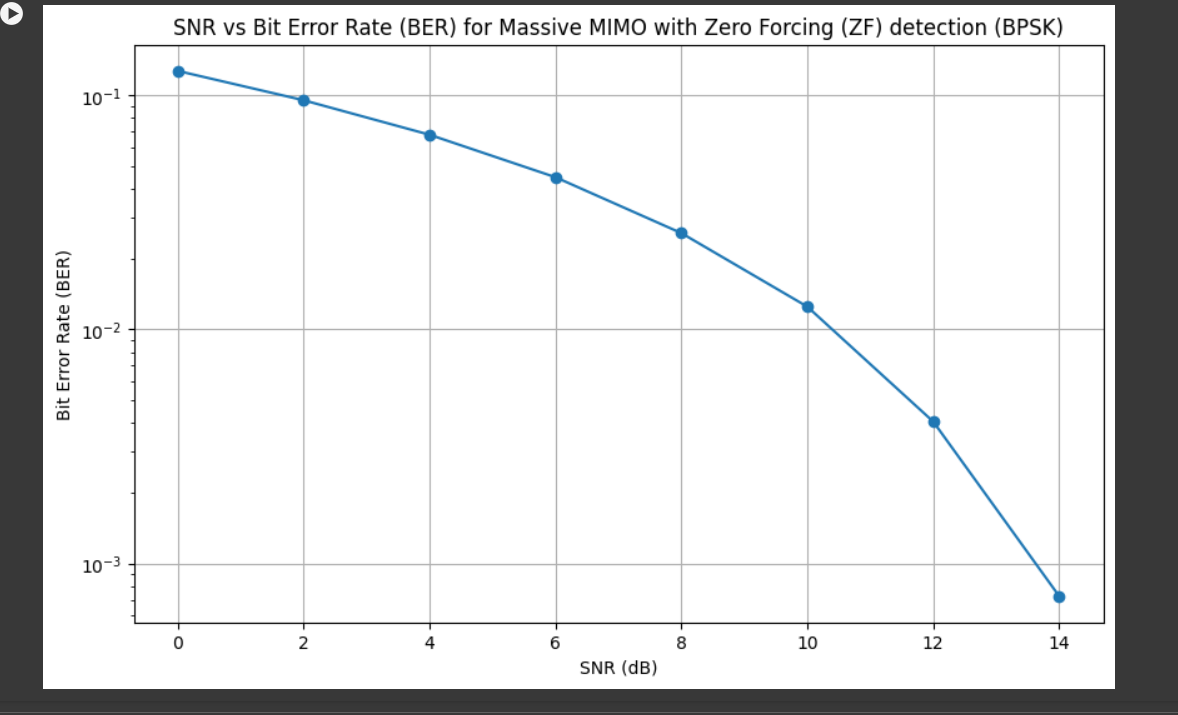 SNR vs Bit Error Rate (BER) for Massive MIMO with Zero Forcing (ZF) detection (BPSK)
10⁻¹
10⁻²
10⁻³
Bit Error Rate (BER)
0 2 4 6 8 10 12 14
SNR (dB)